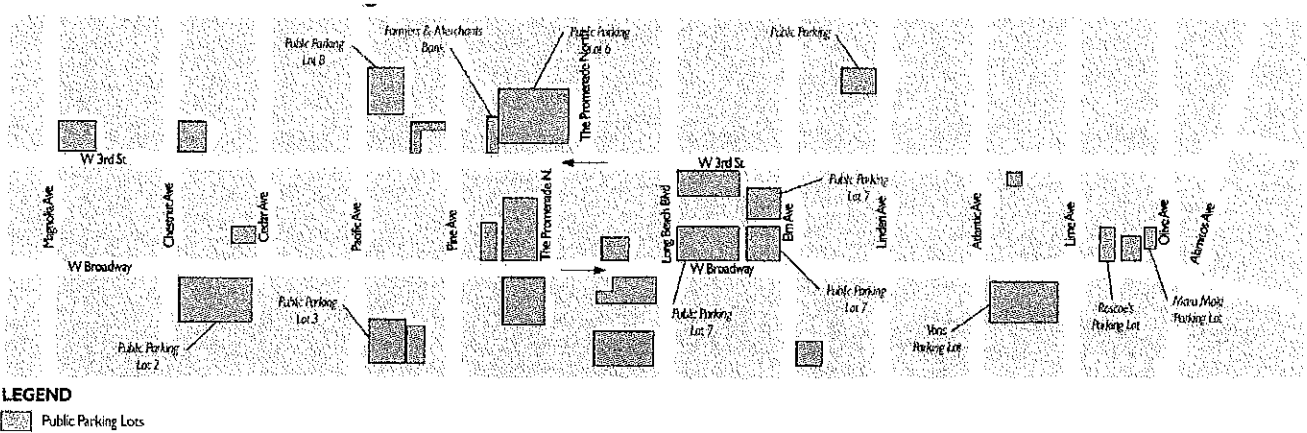 Public Parking
Lot 8
Farmers & Merchants
Bank
Public Parking
Lot 6
The Promenade North
Public Parking
W 3rd St
W 3rd St
Magnolia Ave
Chestnut Ave
Cedar Ave
Pacific Ave
Pine Ave
The Promenade N.
Long Beach Blvd
Public Parking
Lot 7
Elm Ave
Linden Ave
Atlantic Ave
Lime Ave
Olive Ave
Alamitos Ave
W Broadway
W Broadway
Public Parking
Lot 2
Public Parking
Lot 3
Public Parking
Lot 7
Public Parking
Lot 7
Vons
Parking Lot
Roscoe's
Parking Lot
Parking Lot
LEGEND
Public Parking Lots